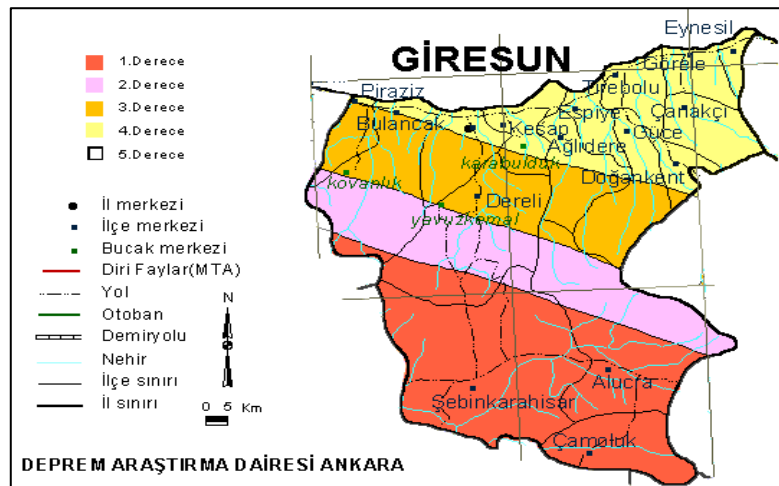 GİRESUN
1.Derece
2.Derece
3.Derece
4.Derece
5.Derece
İl merkezi
İlçe merkezi
Bucak merkezi
Diri Faylar(MTA)
Yol
Otoban
Demiryolu
Nehir
İlçe sınırı
İl sınırı
N
0 5 Km
Eynesil
Görele
Tirebolu
Piraziz
Espiye
Çanakçı
Bulancak
Keşap
Güce
Ağlıdere
karabulduk
Doğankent
kovanlık
Dereli
yavuzkemal
Alucra
Şebinkarahisar
Çamoluk
DEPREM ARAŞTIRMA DAİRESİ ANKARA